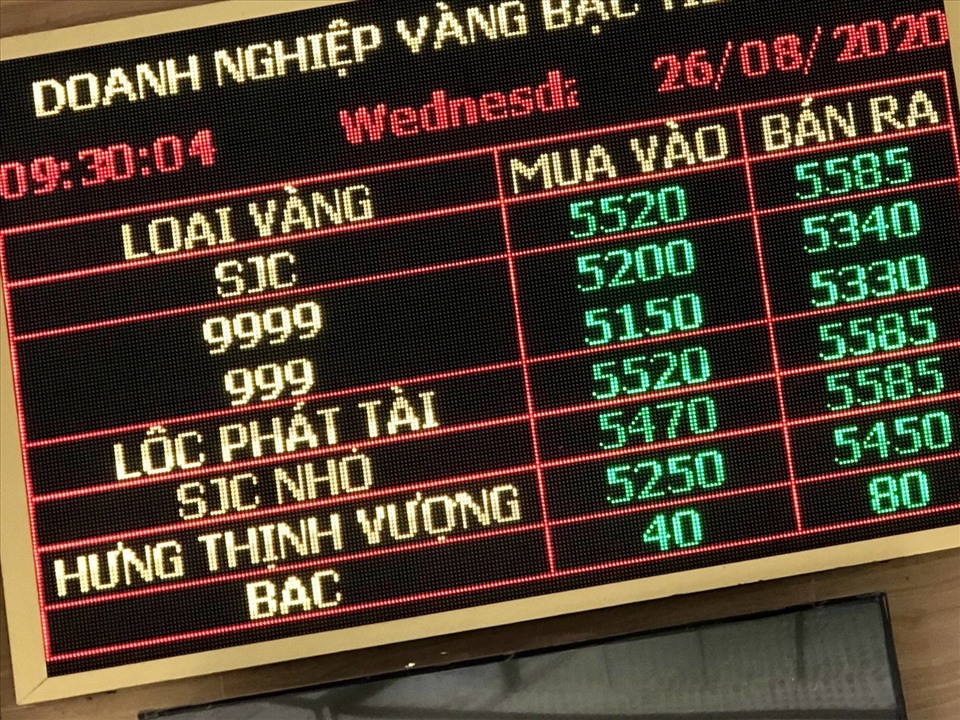 DOANH NGHIỆP VÀNG BẠC
09:30:04 Wednesd 26/08/2020
LOẠI VÀNG MUA VÀO BÁN RA
SJC 5520 5585
9999 5200 5340
999 5150 5330
LỘC PHÁT TÀI 5520 5585
SJC NHỎ 5470 5585
HƯNG THỊNH VƯỢNG 5250 5450
BẠC 40 80